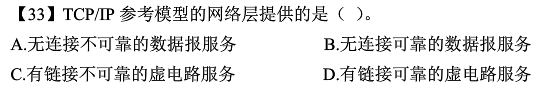 【33】TCP/IP 参考模型的网络层提供的是（ ）。
A.无连接不可靠的数据报服务 B.无连接可靠的数据报服务
C.有链接不可靠的虚电路服务 D.有链接可靠的虚电路服务